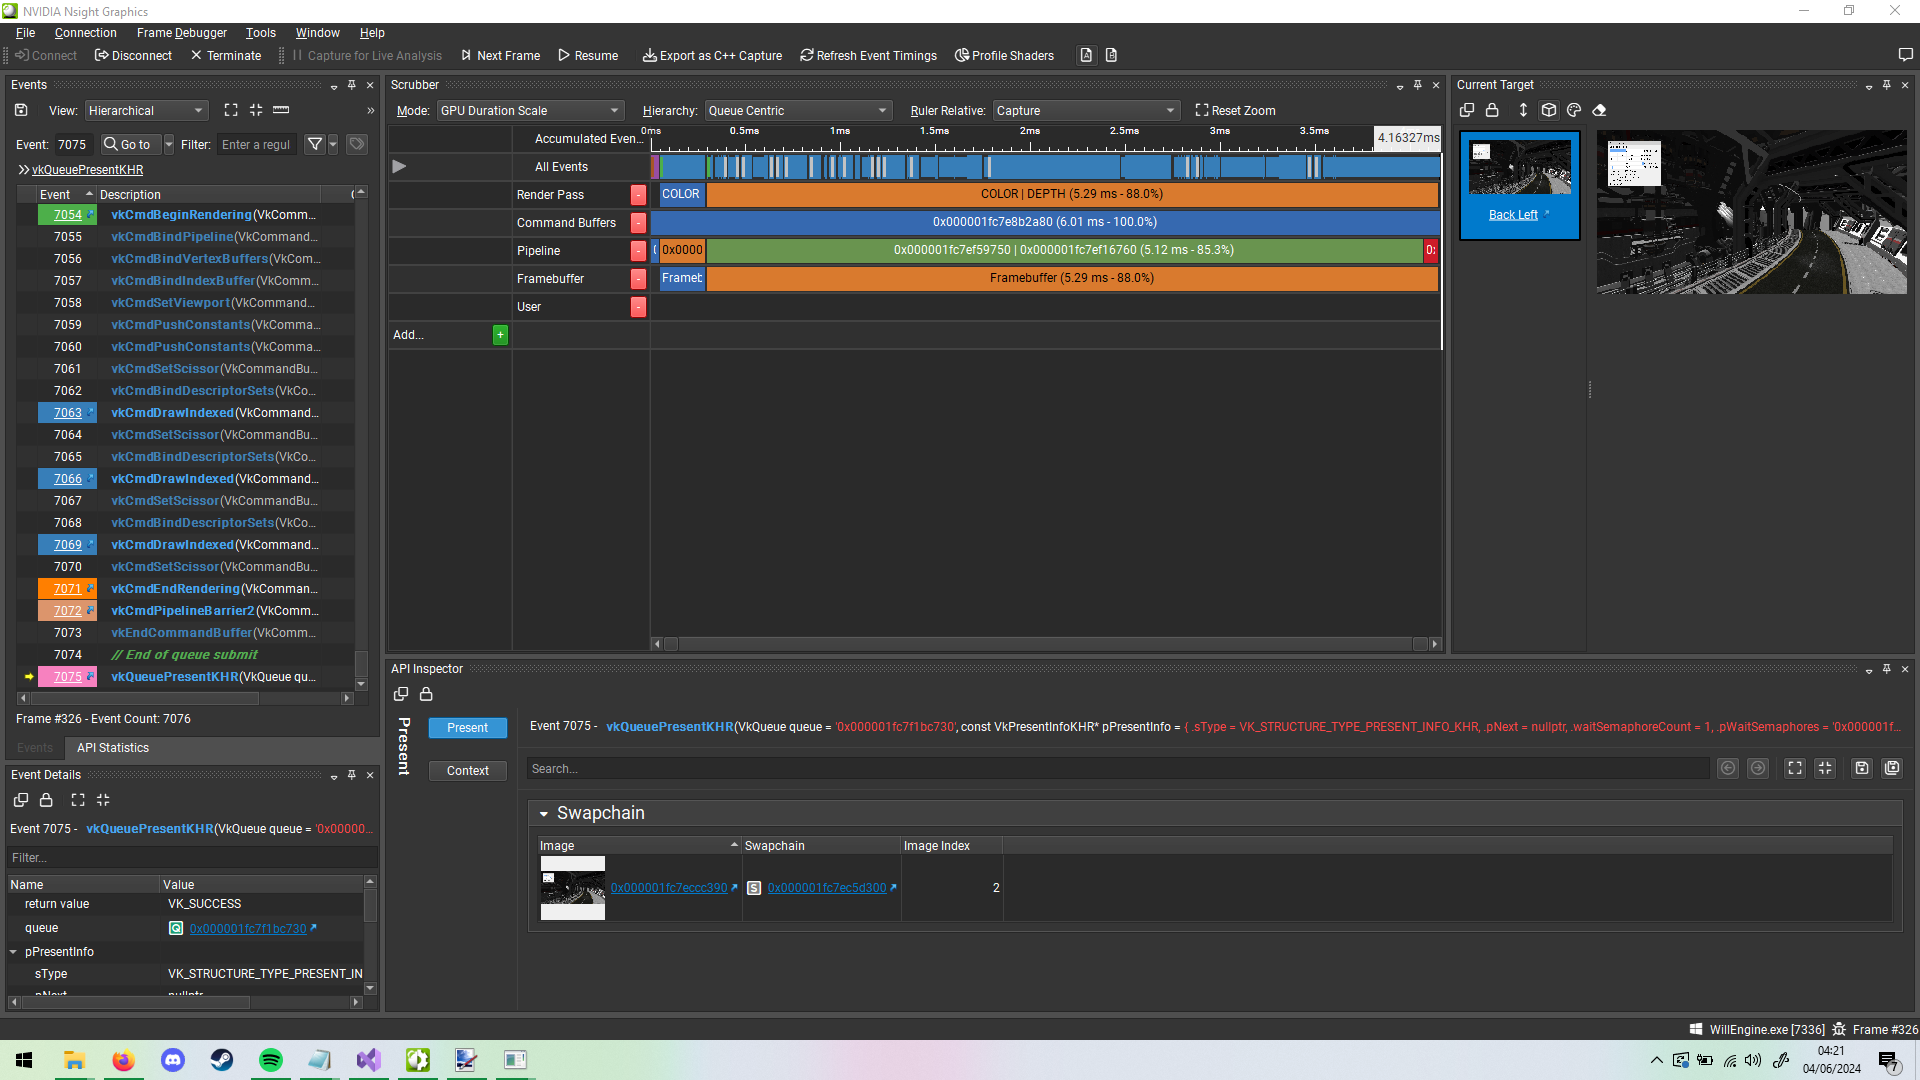 NVIDIA Nsight Graphics
File Connection Frame Debugger Tools Window Help
Connect Disconnect Terminate Capture for Live Analysis Next Frame Resume Export as C++ Capture Refresh Event Timings Profile Shaders
Events
View: Hierarchical
Event: 7075 Go to Filter: Enter a regul
vkQueuePresentKHR
Event Description
7054 vkCmdBeginRendering(VkComm...
7055 vkCmdBindPipeline(VkCommand...
7056 vkCmdBindVertexBuffers(VkCom...
7057 vkCmdBindIndexBuffer(VkComm...
7058 vkCmdSetViewport(VkCommand...
7059 vkCmdPushConstants(VkComma...
7060 vkCmdPushConstants(VkComma...
7061 vkCmdSetScissor(VkCommandBu...
7062 vkCmdBindDescriptorSets(VkCo...
7063 vkCmdDrawIndexed(VkCommand...
7064 vkCmdSetScissor(VkCommandBu...
7065 vkCmdBindDescriptorSets(VkCo...
7066 vkCmdDrawIndexed(VkCommand...
7067 vkCmdSetScissor(VkCommandBu...
7068 vkCmdBindDescriptorSets(VkCo...
7069 vkCmdDrawIndexed(VkCommand...
7070 vkCmdSetScissor(VkCommandBu...
7071 vkCmdEndRendering(VkComman...
7072 vkCmdPipelineBarrier2(VkComm...
7073 vkEndCommandBuffer(VkComm...
7074 // End of queue submit
7075 vkQueuePresentKHR(VkQueue qu...
Frame #326 - Event Count: 7076
Events API Statistics
Event Details
Event 7075 - vkQueuePresentKHR(VkQueue queue = '0x00000...
Filter...
Name Value
return value VK_SUCCESS
queue 0x000001fc7f1bc730
pPresentInfo
sType VK_STRUCTURE_TYPE_PRESENT_IN
pNext nullptr
Scrubber
Mode: GPU Duration Scale Hierarchy: Queue Centric Ruler Relative: Capture Reset Zoom
Accumulated Even... 0ms 0.5ms 1ms 1.5ms 2ms 2.5ms 3ms 3.5ms 4.16327ms
All Events
Render Pass - COLOR COLOR | DEPTH (5.29 ms - 88.0%)
Command Buffers - 0x000001fc7e8b2a80 (6.01 ms - 100.0%)
Pipeline - 0x0000 0x000001fc7ef59750 | 0x000001fc7ef16760 (5.12 ms - 85.3%)
Framebuffer - Frameb Framebuffer (5.29 ms - 88.0%)
User -
Add... +
Current Target
Back Left
API Inspector
Present
Present
Context
Event 7075 - vkQueuePresentKHR(VkQueue queue = '0x000001fc7f1bc730', const VkPresentInfoKHR* pPresentInfo = { .sType = VK_STRUCTURE_TYPE_PRESENT_INFO_KHR, .pNext = nullptr, .waitSemaphoreCount = 1, .pWaitSemaphores = '0x000001f...
Search...
Swapchain
Image Swapchain Image Index
0x000001fc7eccc390 S 0x000001fc7ec5d300 2
WillEngine.exe [7336] Frame #326
04:21
04/06/2024
7